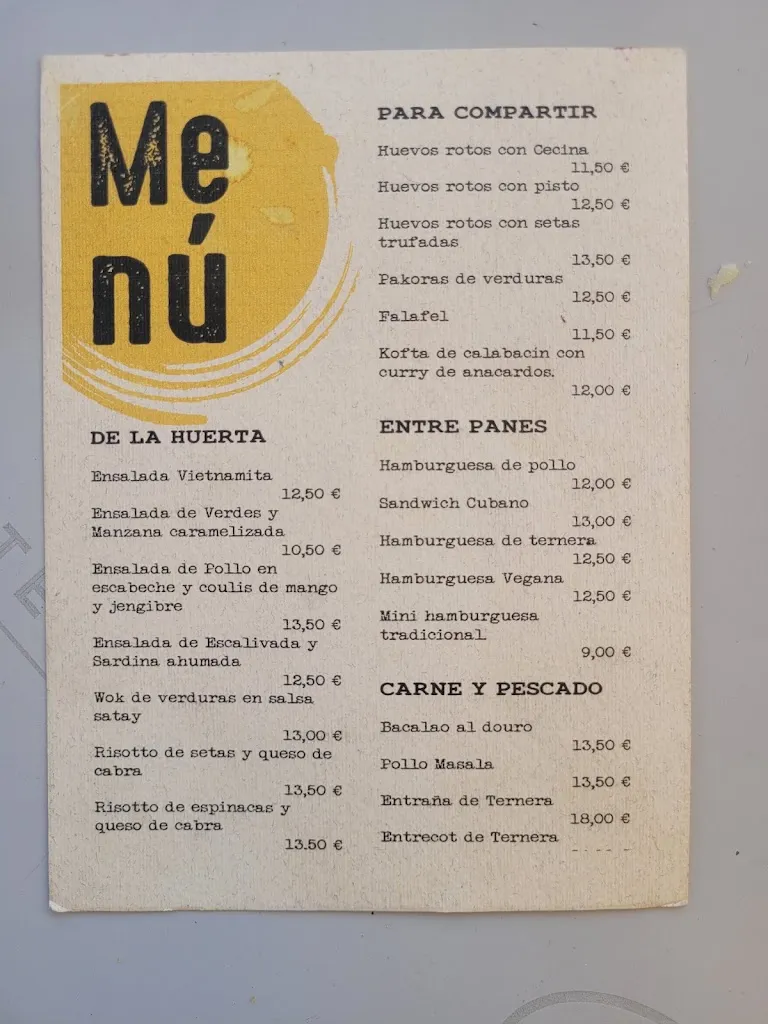 Me
nú
DE LA HUERTA
Ensalada Vietnamita
12,50 €
Ensalada de Verdes y
Manzana caramelizada
10,50 €
Ensalada de Pollo en
escabeche y coulis de mango
y jengibre
13,50 €
Ensalada de Escalivada y
Sardina ahumada
12,50 €
Wok de verduras en salsa
satay
13,00 €
Risotto de setas y queso de
cabra
13,50 €
Risotto de espinacas y
queso de cabra
13.50 €
PARA COMPARTIR
Huevos rotos con Cecina
11,50 €
Huevos rotos con pisto
12,50 €
Huevos rotos con setas
trufadas
13,50 €
Pakoras de verduras
12,50 €
Falafel
11,50 €
Kofta de calabacin con
curry de anacardos.
12,00 €
ENTRE PANES
Hamburguesa de pollo
12,00 €
Sandwich Cubano
13,00 €
Hamburguesa de ternera
12,50 €
Hamburguesa Vegana
12,50 €
Mini hamburguesa
tradicional
9,00 €
CARNE Y PESCADO
Bacalao al douro
13,50 €
Pollo Masala
13,50 €
Entraña de Ternera
18,00 €
Entrecot de Ternera